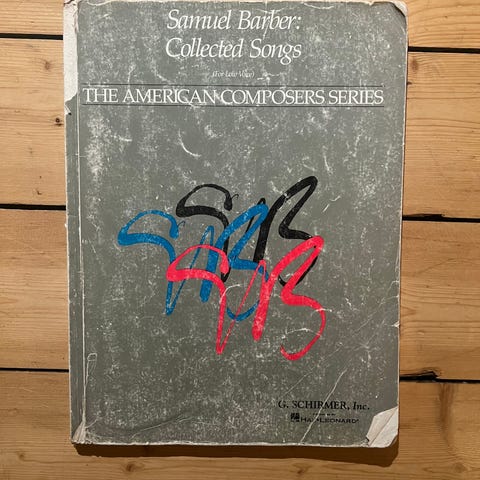 Samuel Barber:
Collected Songs
(For Low Voice)
THE AMERICAN COMPOSERS SERIES
SB
SB
SB
G. SCHIRMER, Inc.
HAL•LEONARD®